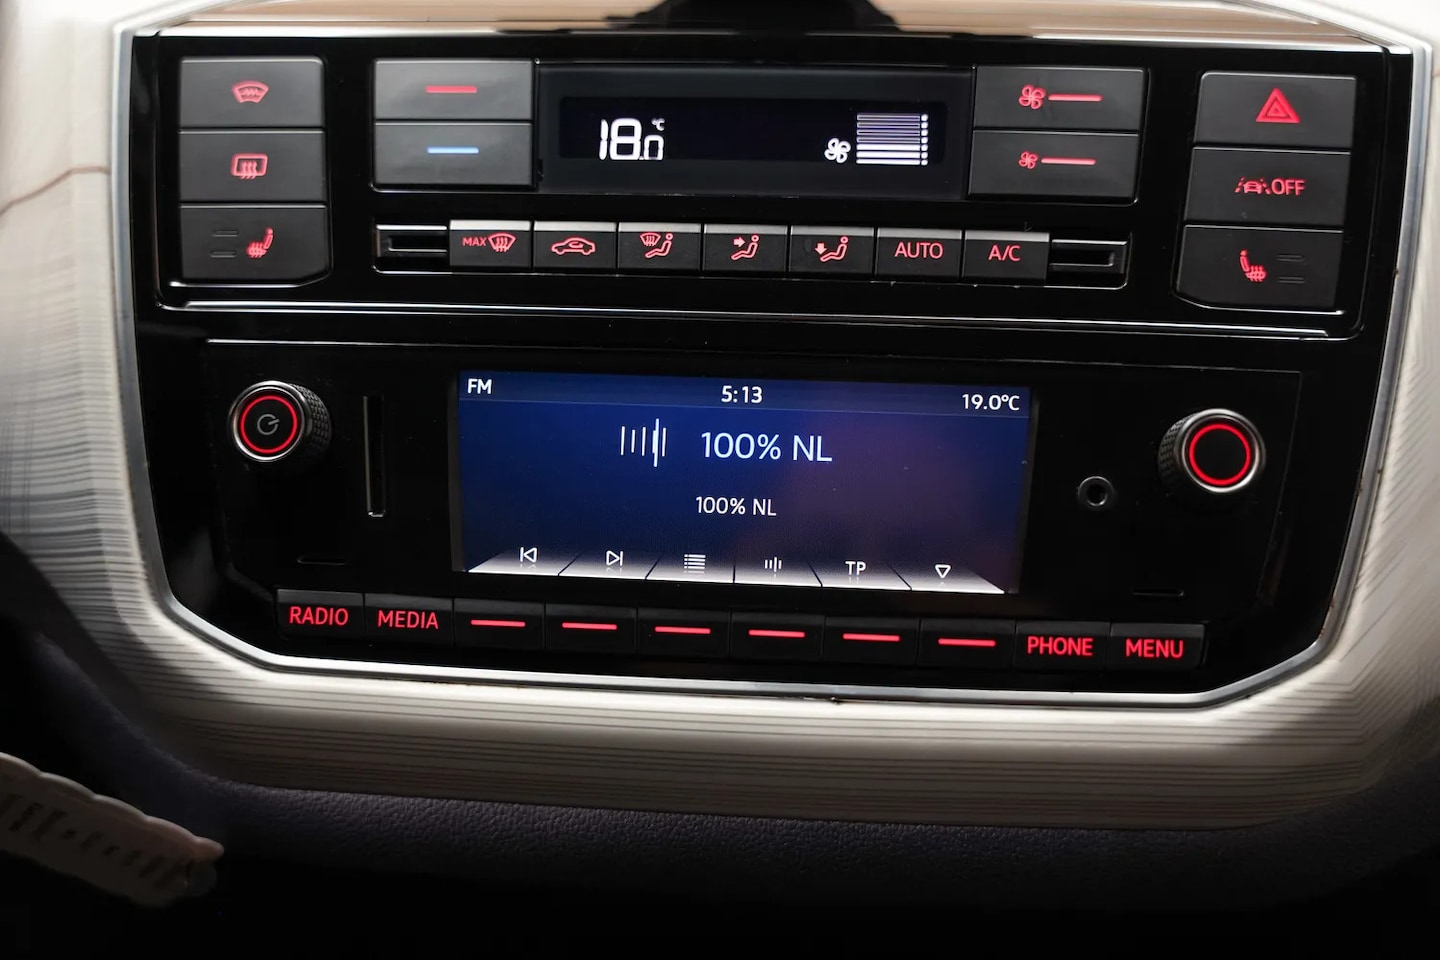 18.0 °C
OFF
MAX
AUTO
A/C
FM 5:13 19.0°C
100% NL
100% NL
TP
RADIO MEDIA PHONE MENU